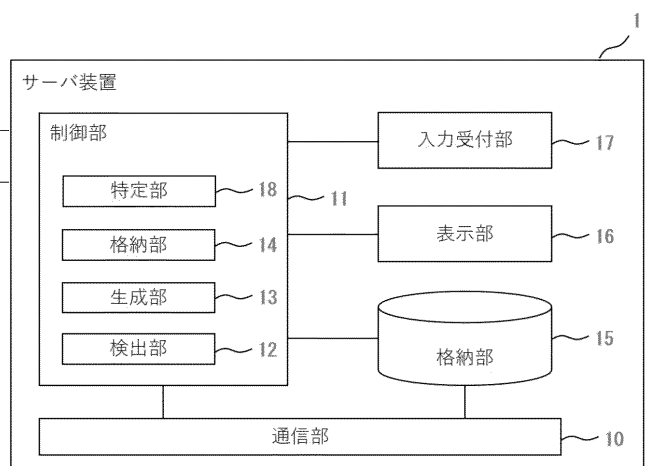 1
サーバ装置
制御部
入力受付部
17
特定部
18
11
格納部
14
表示部
16
生成部
13
検出部
12
格納部
15
通信部
10